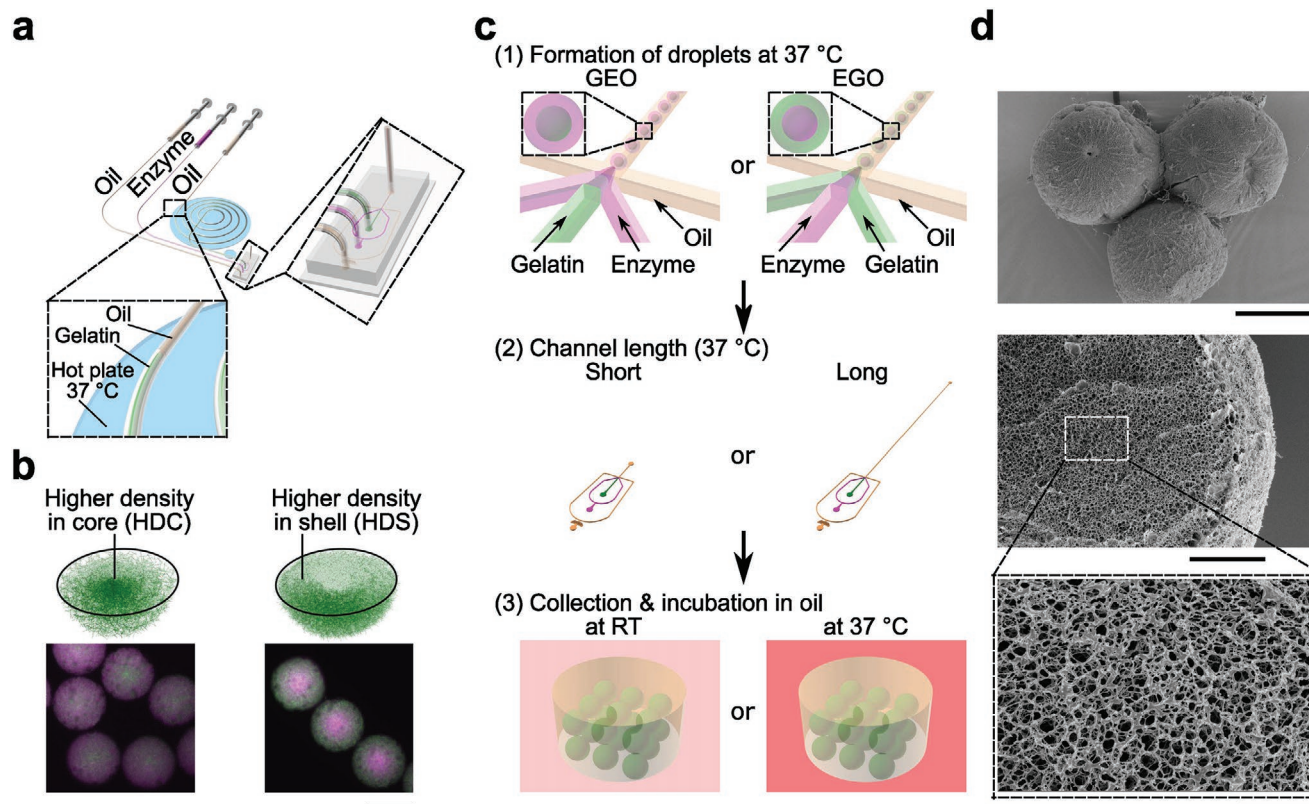 a
Oil
Enzyme
Oil
Oil
Gelatin
Hot plate
37 °C
b
Higher density
in core (HDC)
Higher density
in shell (HDS)
c
(1) Formation of droplets at 37 °C
GEO
EGO
or
Oil
Gelatin
Enzyme
Oil
Enzyme
Gelatin
(2) Channel length (37 °C)
Short
Long
or
(3) Collection & incubation in oil
at RT
at 37 °C
or
d